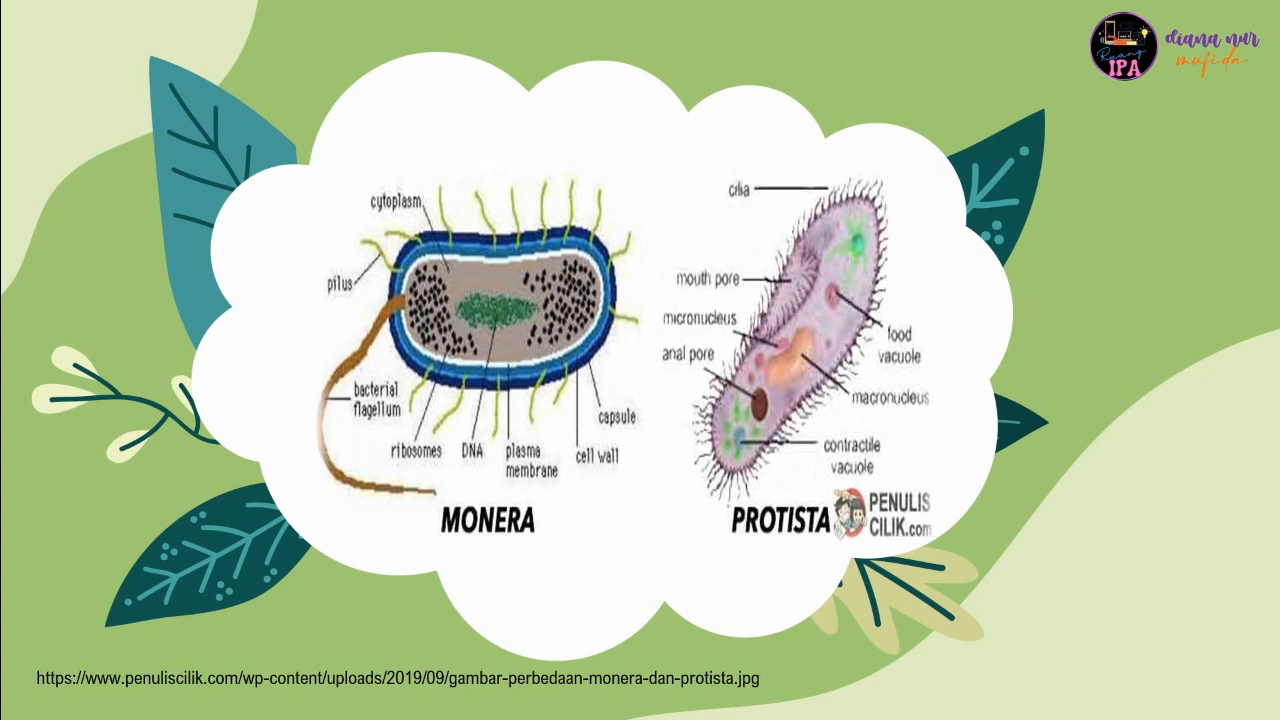 Ruang
IPA
diana nur
mufida
cytoplasm
pilus
bacterial
flagellum
ribosomes
DNA
plasma
membrane
cell wall
capsule
MONERA
cilia
mouth pore
micronucleus
anal pore
food
vacuole
macronucleus
contractile
vacuole
PROTISTA
PENULIS
CILIK.com
https://www.penuliscilik.com/wp-content/uploads/2019/09/gambar-perbedaan-monera-dan-protista.jpg